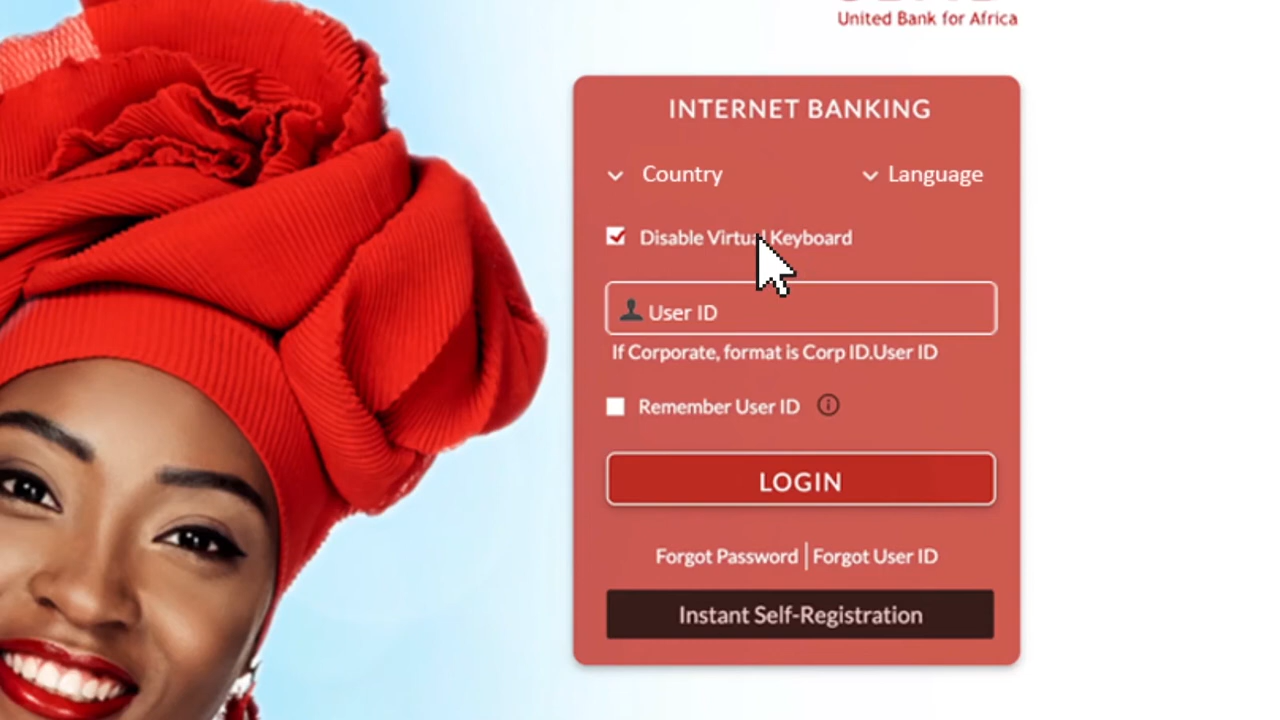 United Bank for Africa
INTERNET BANKING
Country Language
Disable Virtual Keyboard
User ID
If Corporate, format is Corp ID.User ID
Remember User ID
LOGIN
Forgot Password | Forgot User ID
Instant Self-Registration